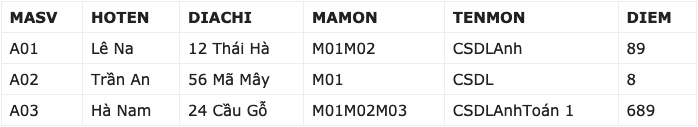 MASV HOTEN DIACHI MAMON TENMON DIEM
A01 Lê Na 12 Thái Hà M01M02 CSDLAnh 89
A02 Trần An 56 Mã Mây M01 CSDL 8
A03 Hà Nam 24 Cầu Gỗ M01M02M03 CSDLAnhToán 1 689